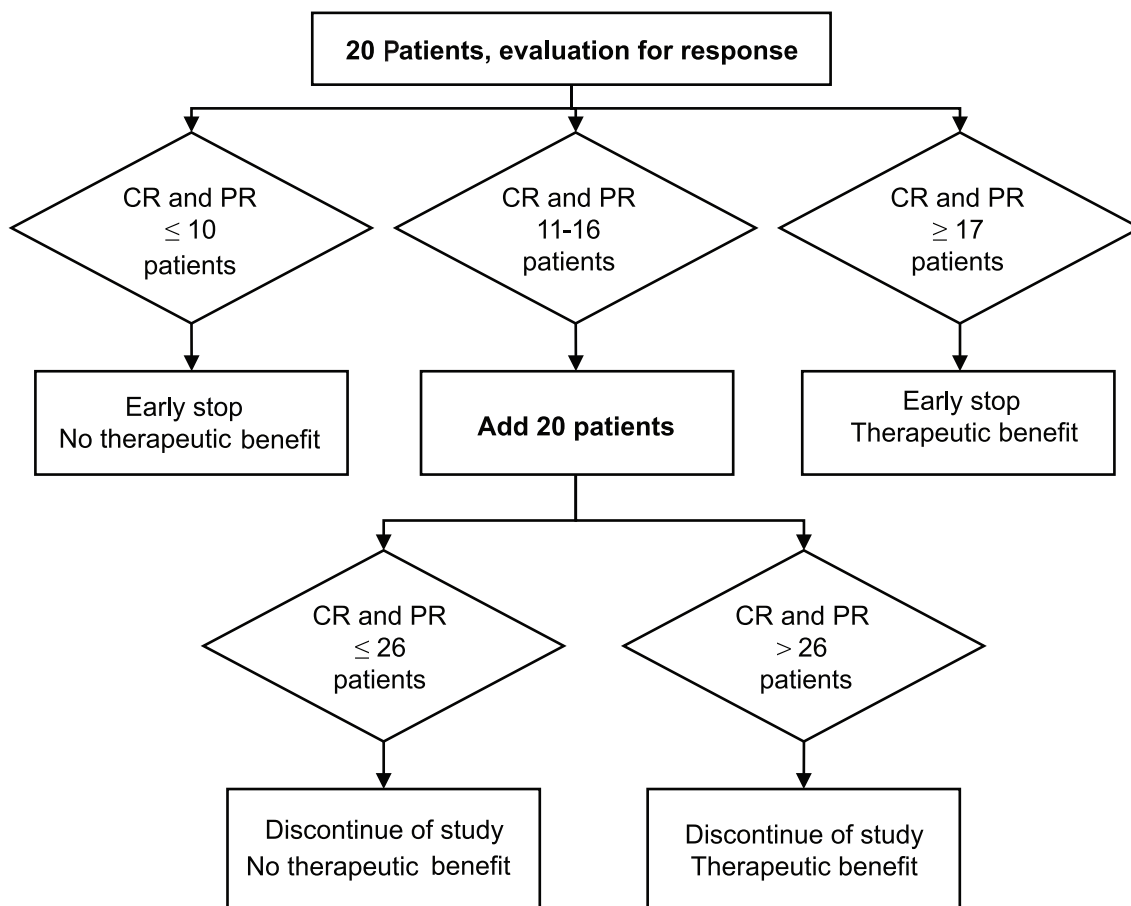 20 Patients, evaluation for response
CR and PR
≤ 10
patients
CR and PR
11-16
patients
CR and PR
≥ 17
patients
Early stop
No therapeutic benefit
Add 20 patients
Early stop
Therapeutic benefit
CR and PR
≤ 26
patients
CR and PR
> 26
patients
Discontinue of study
No therapeutic benefit
Discontinue of study
Therapeutic benefit